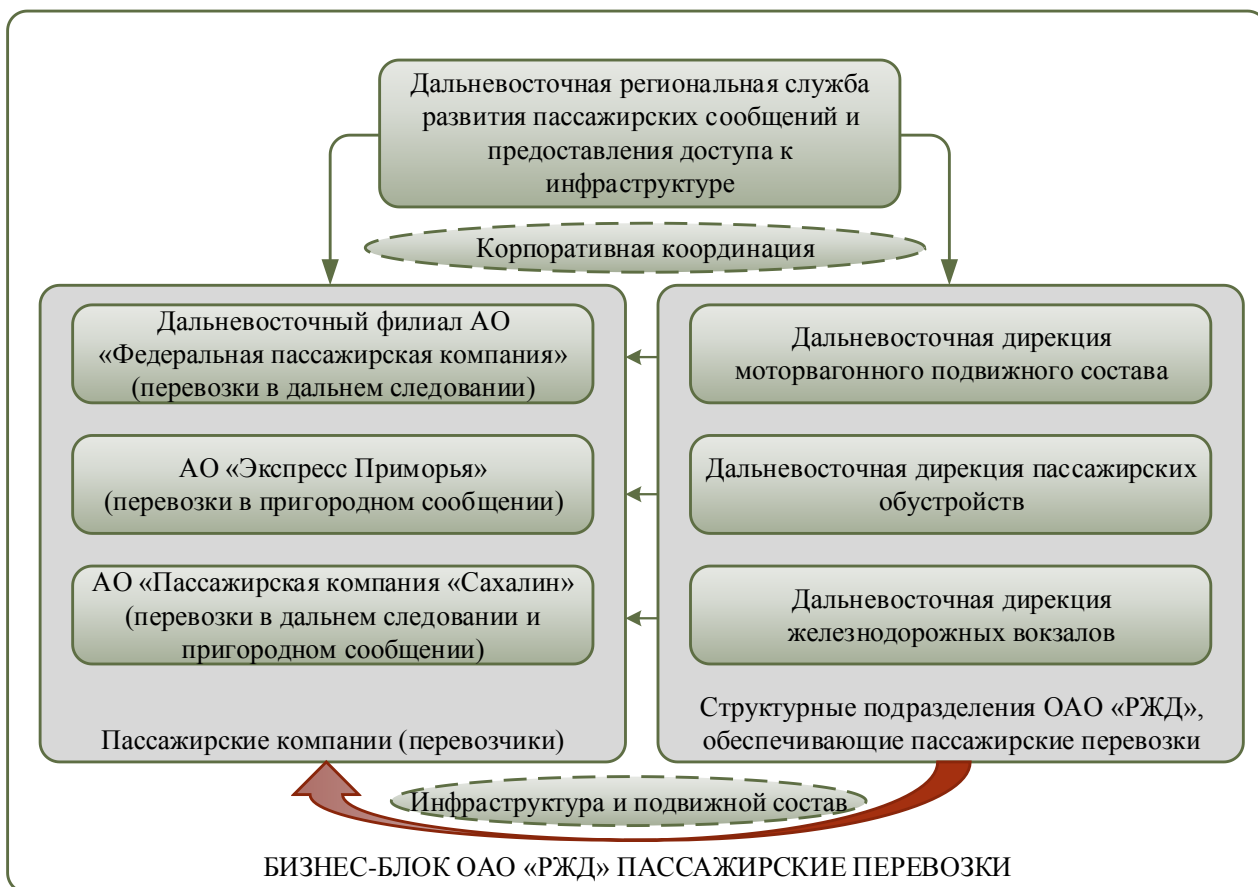 Дальневосточная региональная служба
развития пассажирских сообщений и
предоставления доступа к
инфраструктуре
Корпоративная координация
Дальневосточный филиал АО
«Федеральная пассажирская компания»
(перевозки в дальнем следовании)
АО «Экспресс Приморья»
(перевозки в пригородном сообщении)
АО «Пассажирская компания «Сахалин»
(перевозки в дальнем следовании и
пригородном сообщении)
Пассажирские компании (перевозчики)
Дальневосточная дирекция
моторвагонного подвижного состава
Дальневосточная дирекция пассажирских
обустройств
Дальневосточная дирекция
железнодорожных вокзалов
Структурные подразделения ОАО «РЖД»,
обеспечивающие пассажирские перевозки
Инфраструктура и подвижной состав
БИЗНЕС-БЛОК ОАО «РЖД» ПАССАЖИРСКИЕ ПЕРЕВОЗКИ